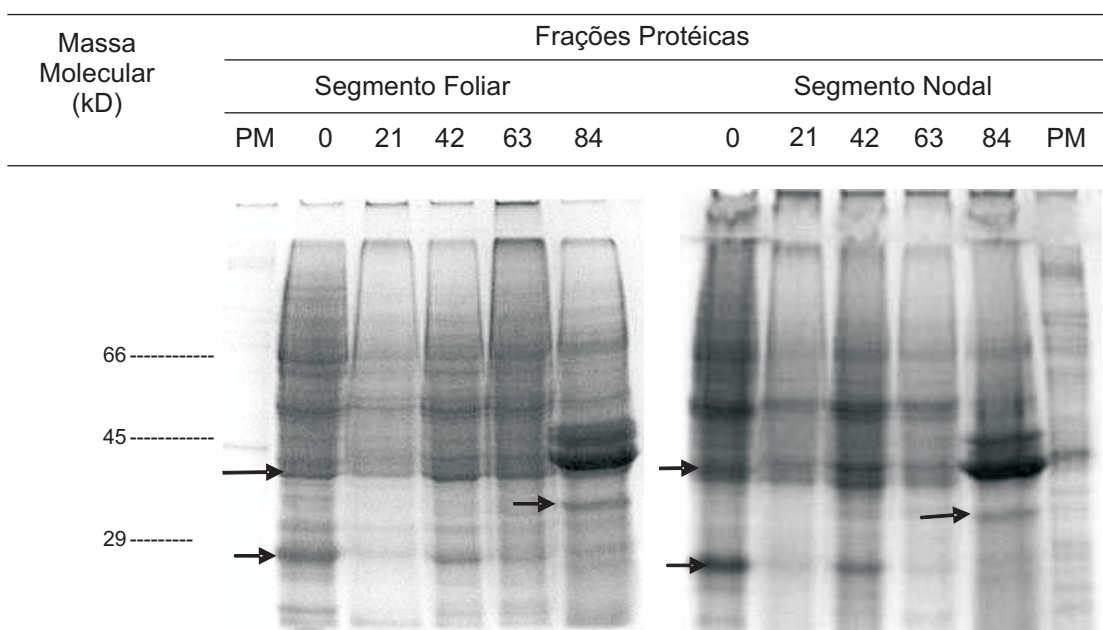 Massa
Molecular
(kD)
Frações Protéicas
Segmento Foliar Segmento Nodal
PM 0 21 42 63 84 0 21 42 63 84 PM
66 ------------
45 ------------
29 ---------